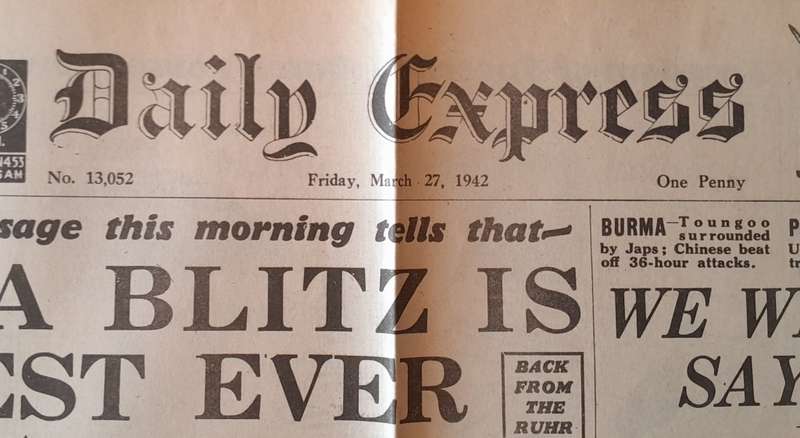 Daily Express
No. 13,052 Friday, March 27, 1942 One Penny
sage this morning tells that—
A BLITZ IS
EST EVER
BACK
FROM
THE
RUHR
BURMA—Toungoo
surrounded
by Japs; Chinese beat
off 36-hour attacks.
WE W
SAY
N453